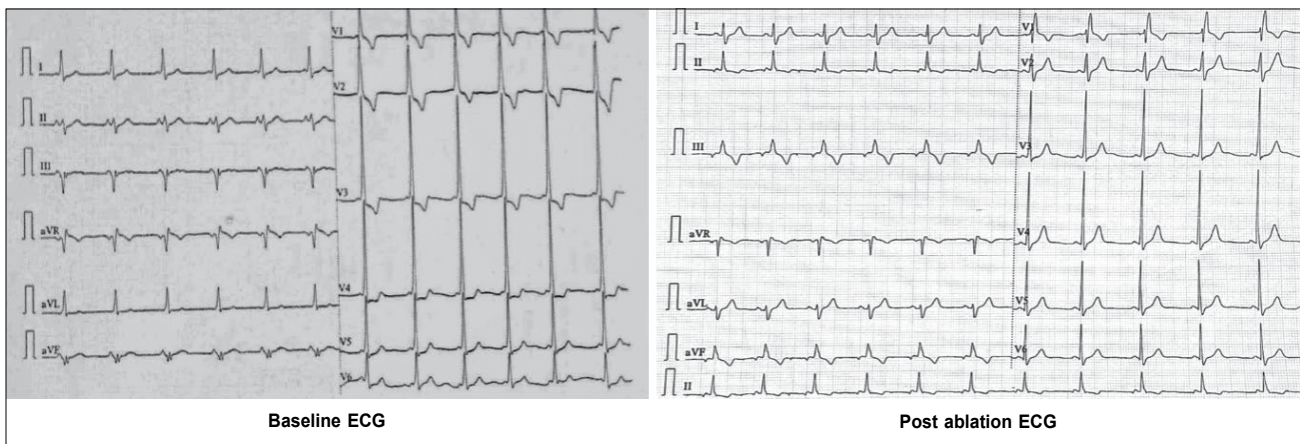 I
II
III
aVR
aVL
aVF
V1
V2
V3
V4
V5
V6
Baseline ECG
I
II
III
aVR
aVL
aVF
II
V1
V2
V3
V4
V5
V6
Post ablation ECG